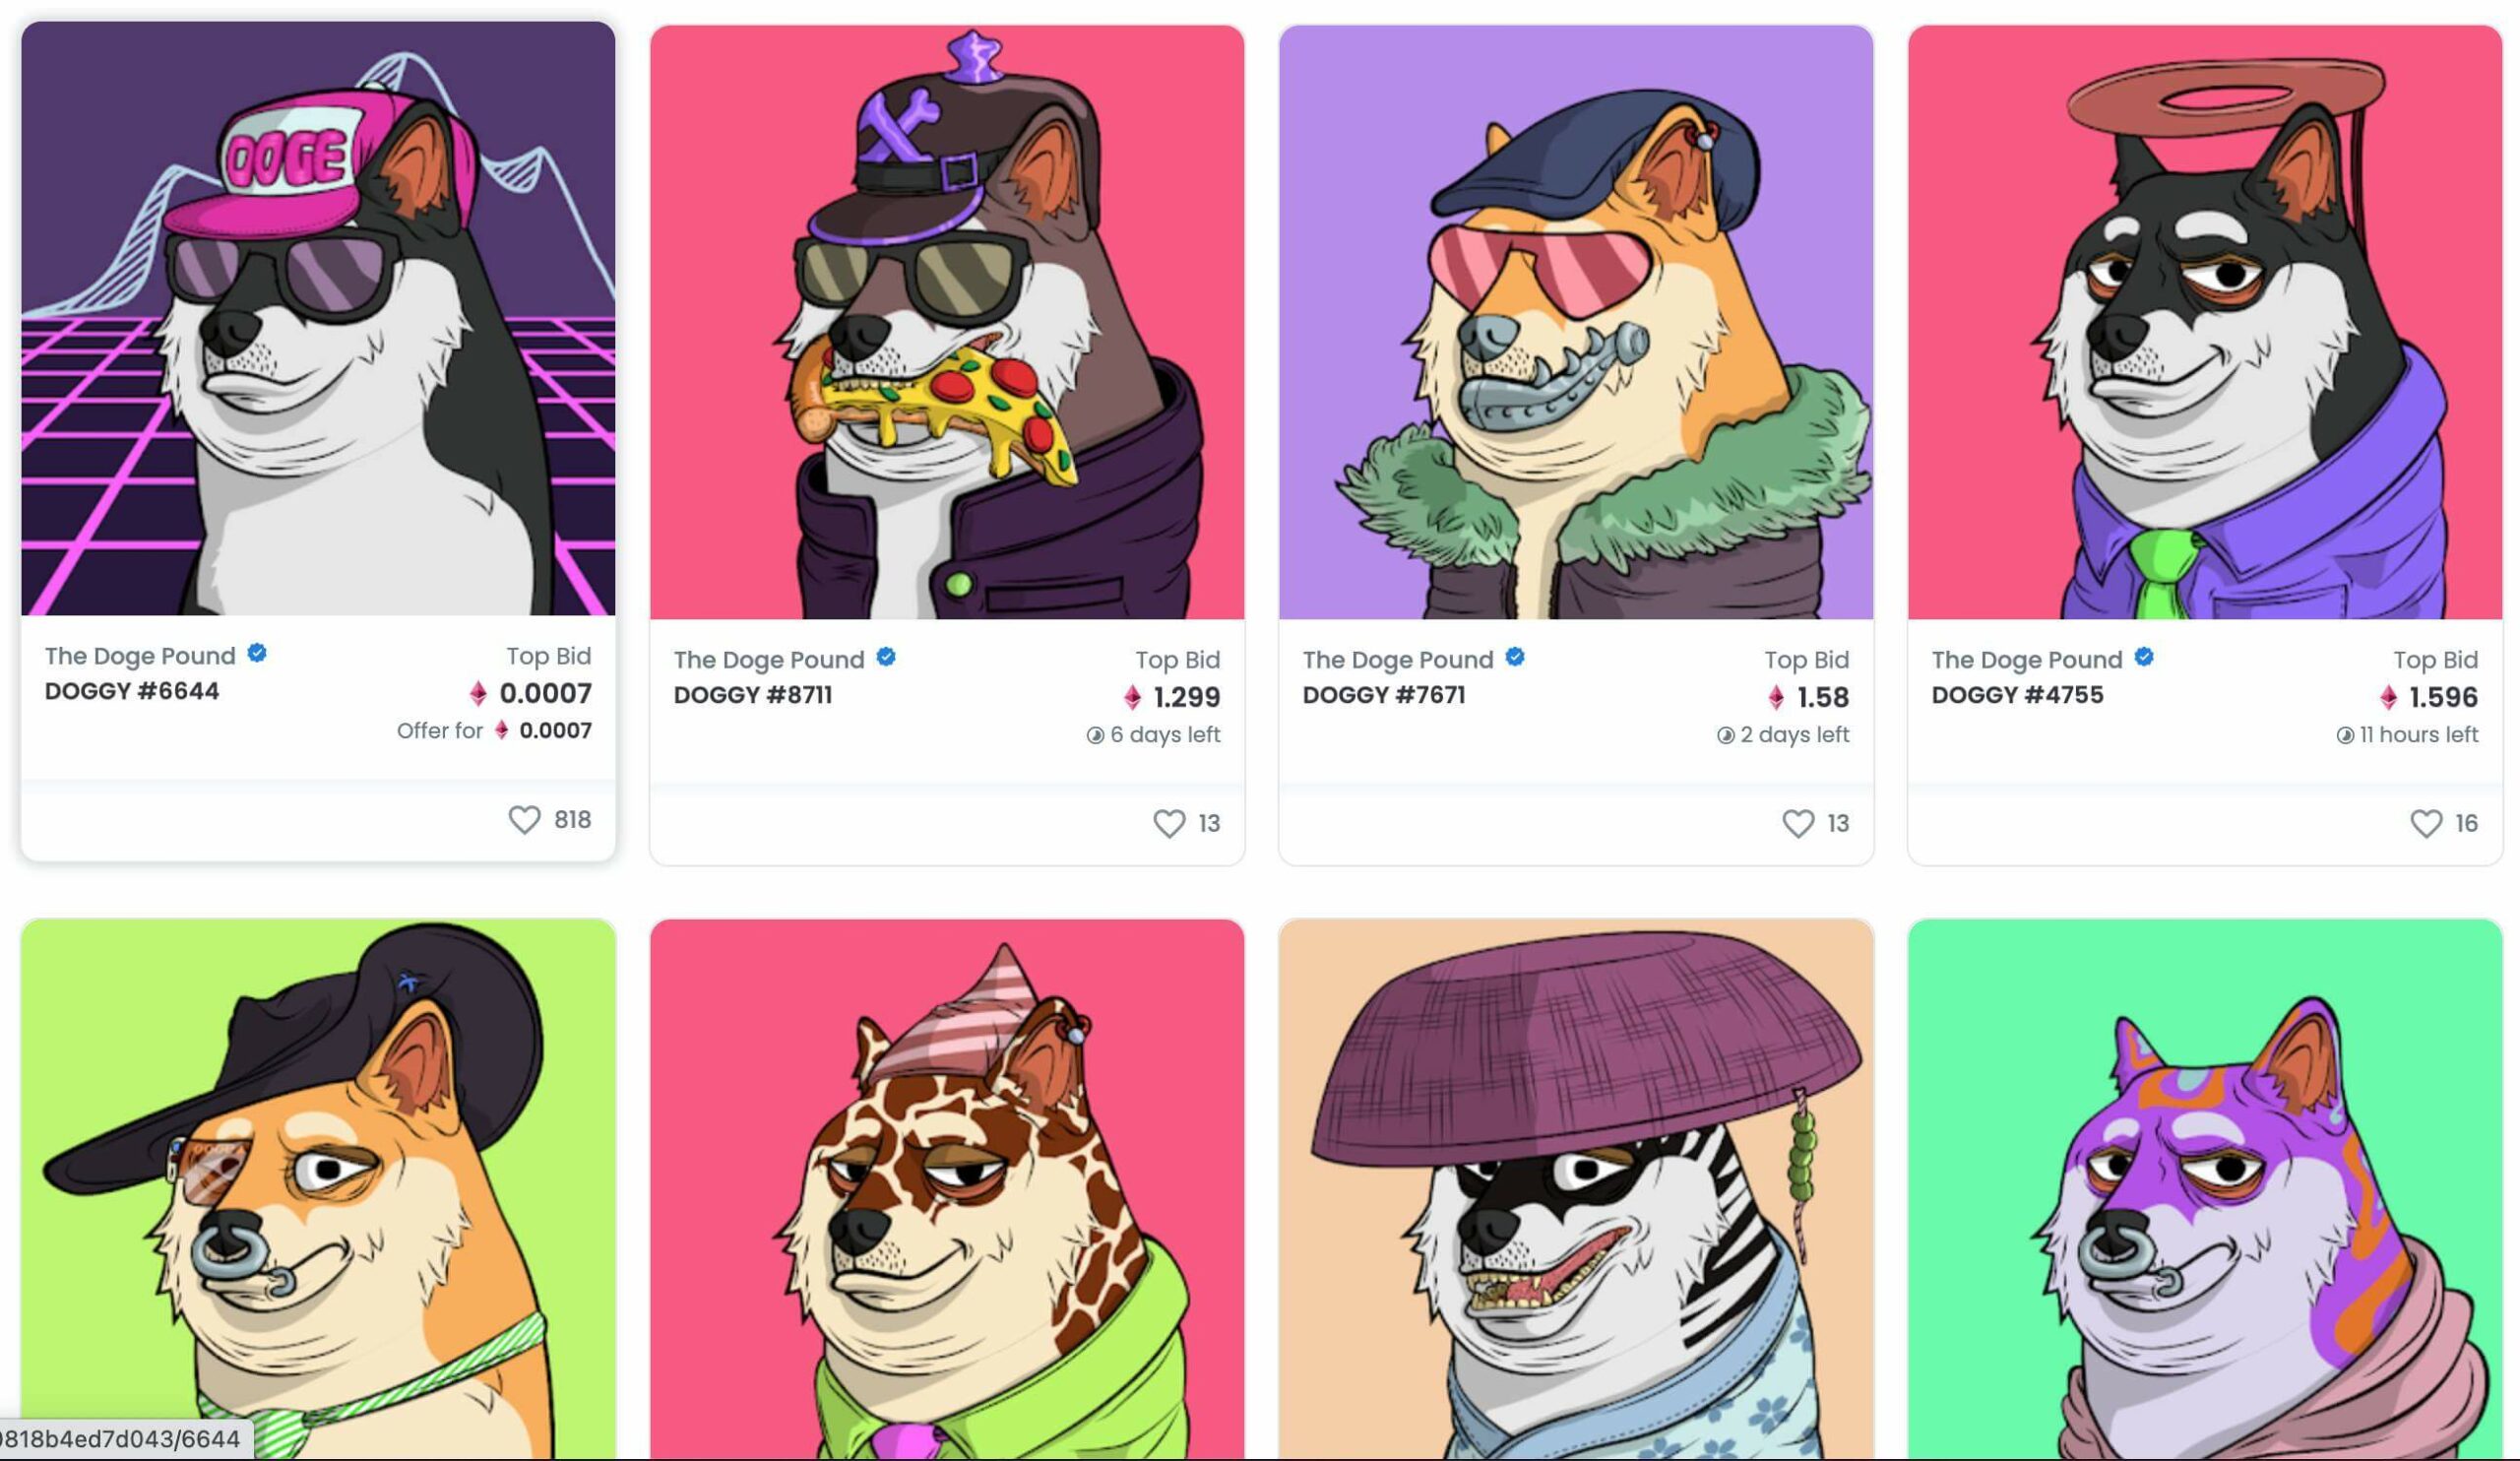 DOGE
The Doge Pound
Top Bid
DOGGY #6644
0.0007
Offer for 0.0007
818
The Doge Pound
Top Bid
DOGGY #8711
1.299
6 days left
13
The Doge Pound
Top Bid
DOGGY #7671
1.58
2 days left
13
The Doge Pound
Top Bid
DOGGY #4755
1.596
11 hours left
16
818b4ed7d043/6644